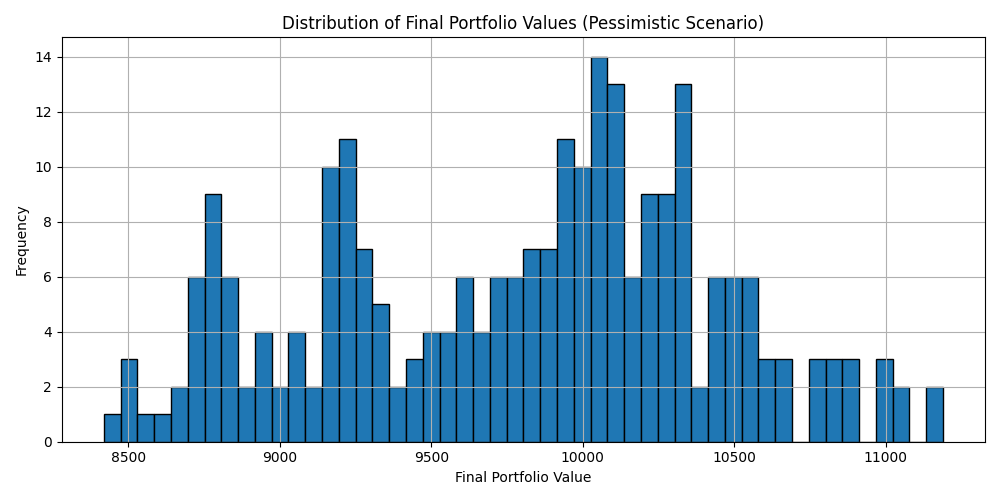 Distribution of Final Portfolio Values (Pessimistic Scenario)
14
12
10
8
6
4
2
0
Frequency
8500 9000 9500 10000 10500 11000
Final Portfolio Value